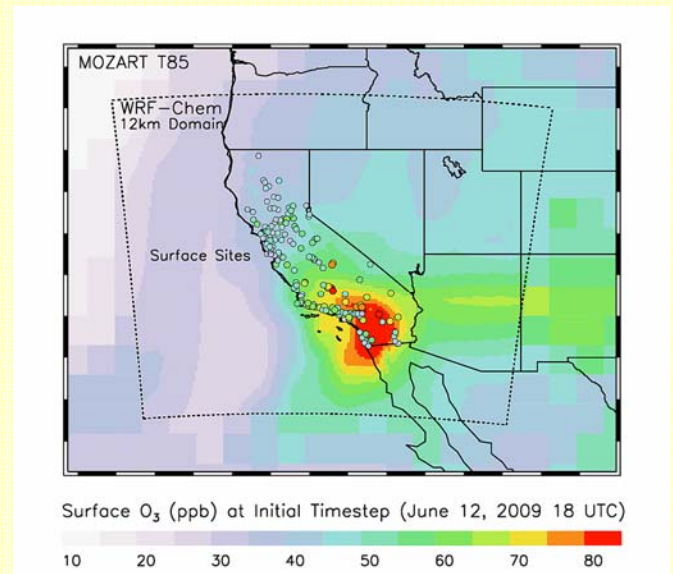 MOZART T85
WRF-Chem
12km Domain
Surface Sites
Surface O₃ (ppb) at Initial Timestep (June 12, 2009 18 UTC)
10 20 30 40 50 60 70 80